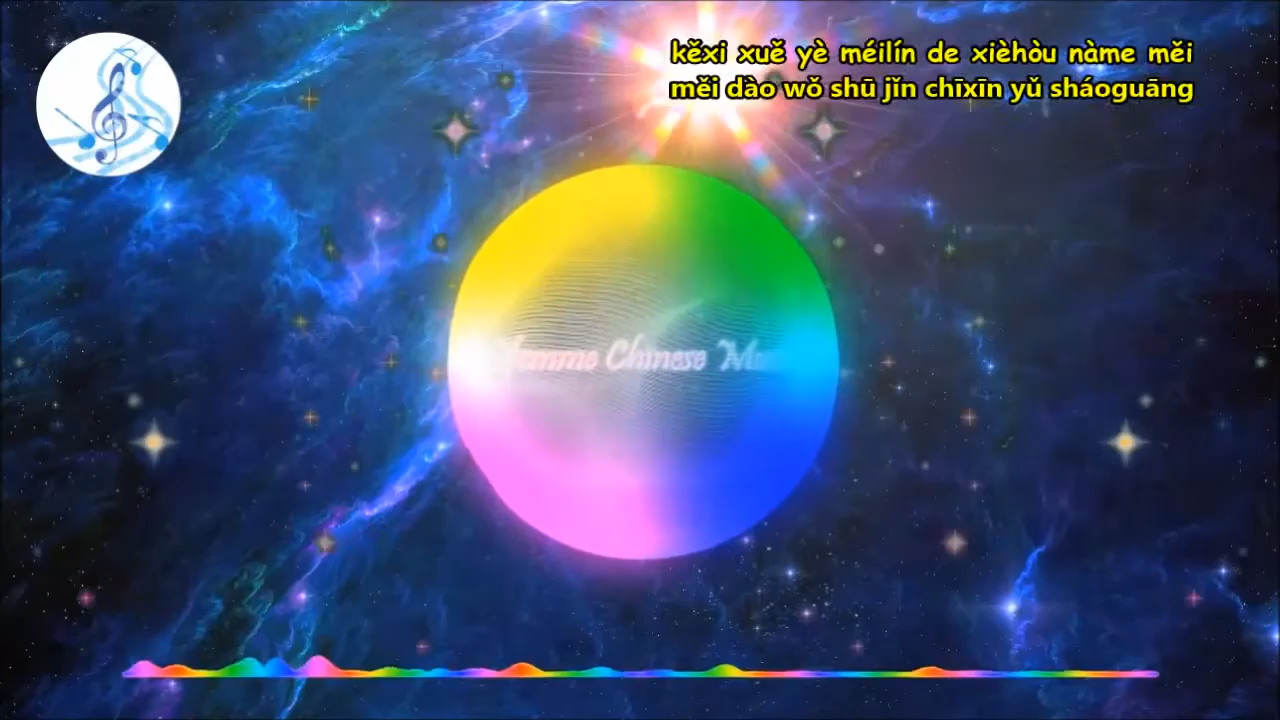 kěxi xuě yè méilín de xièhòu nàme měi
měi dào wǒ shū jǐn chīxīn yǔ sháoguāng
Chinese